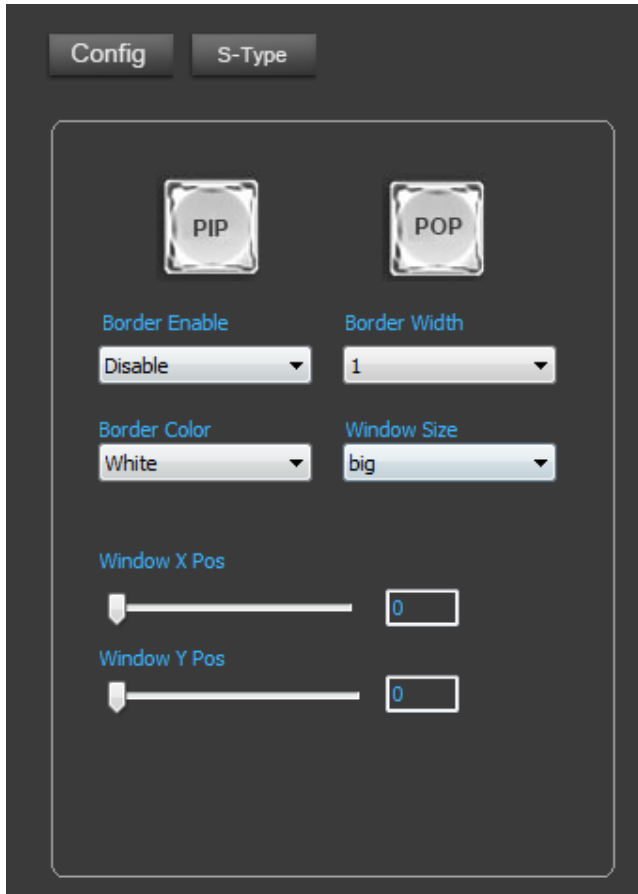 Config S-Type
PIP POP
Border Enable Border Width
Disable 1
Border Color Window Size
White big
Window X Pos
0
Window Y Pos
0